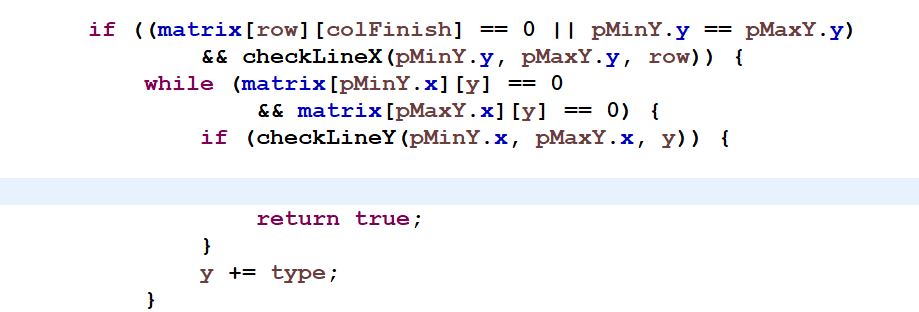 if ((matrix[row][colFinish] == 0 || pMinY.y == pMaxY.y)
&& checkLineX(pMinY.y, pMaxY.y, row)) {
while (matrix[pMinY.x][y] == 0
&& matrix[pMaxY.x][y] == 0) {
if (checkLineY(pMinY.x, pMaxY.x, y)) {
return true;
}
y += type;
}